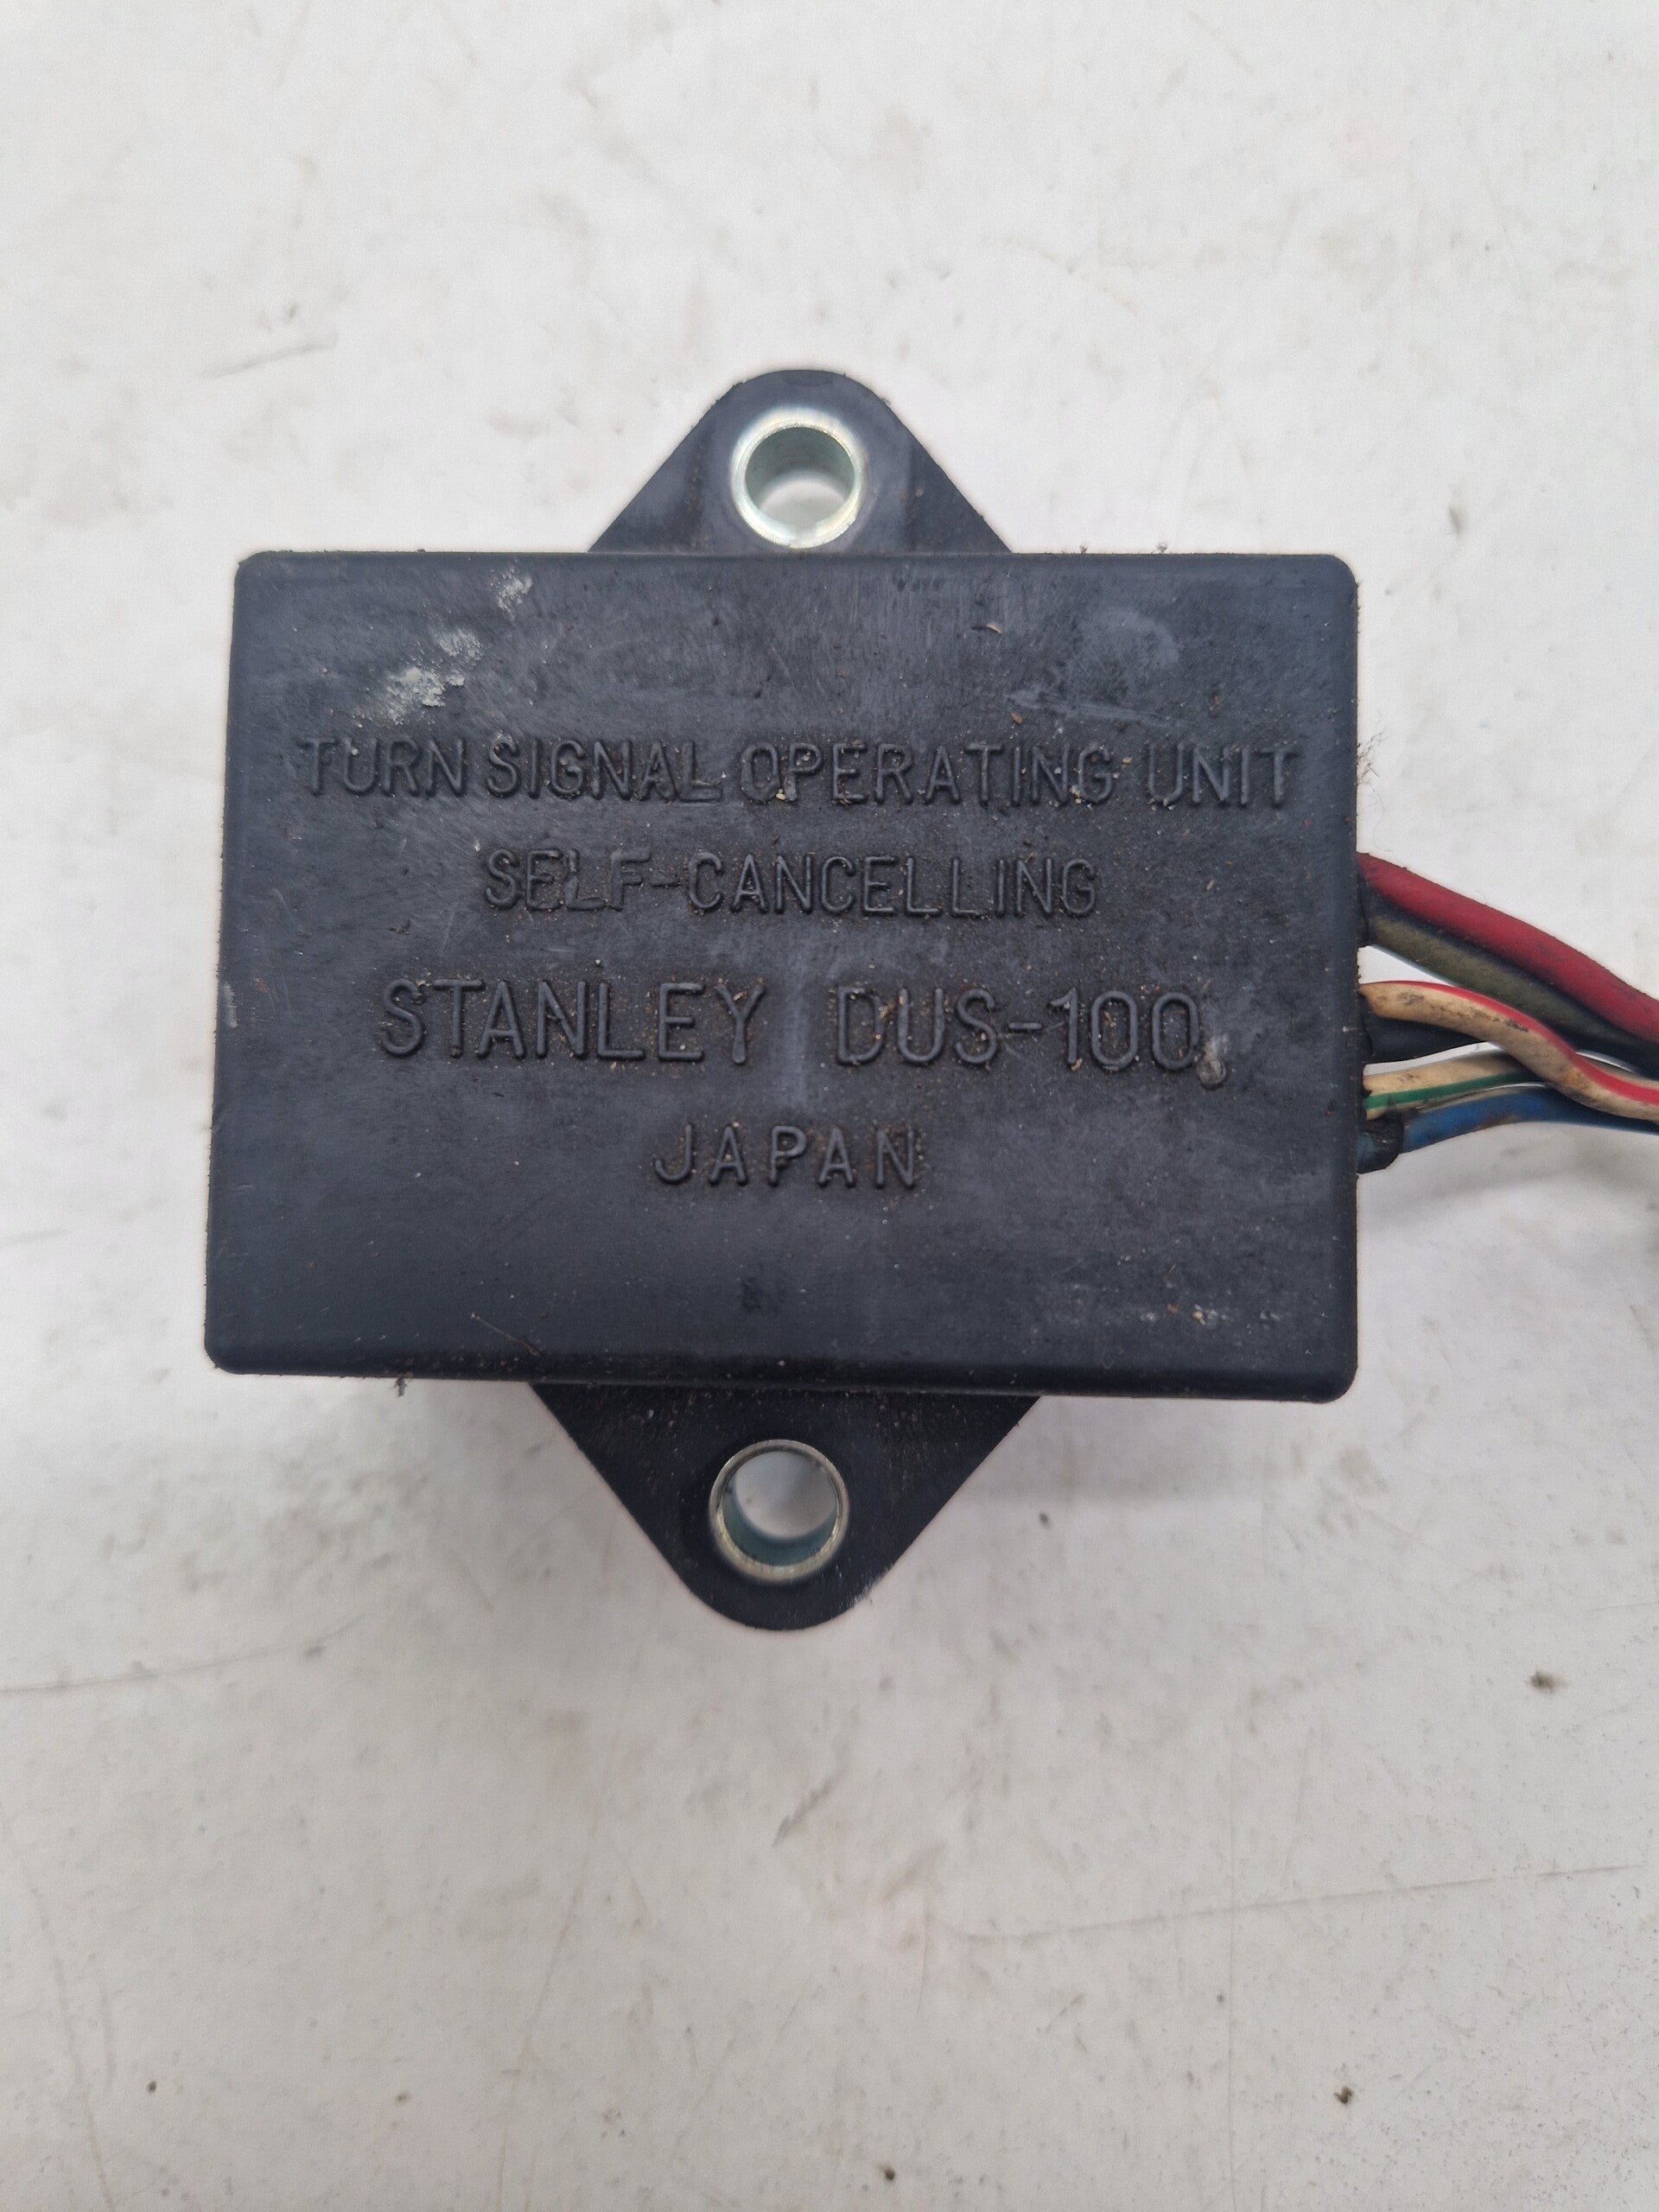 TURN SIGNAL OPERATING UNIT
SELF-CANCELLING
STANLEY DUS-100
JAPAN